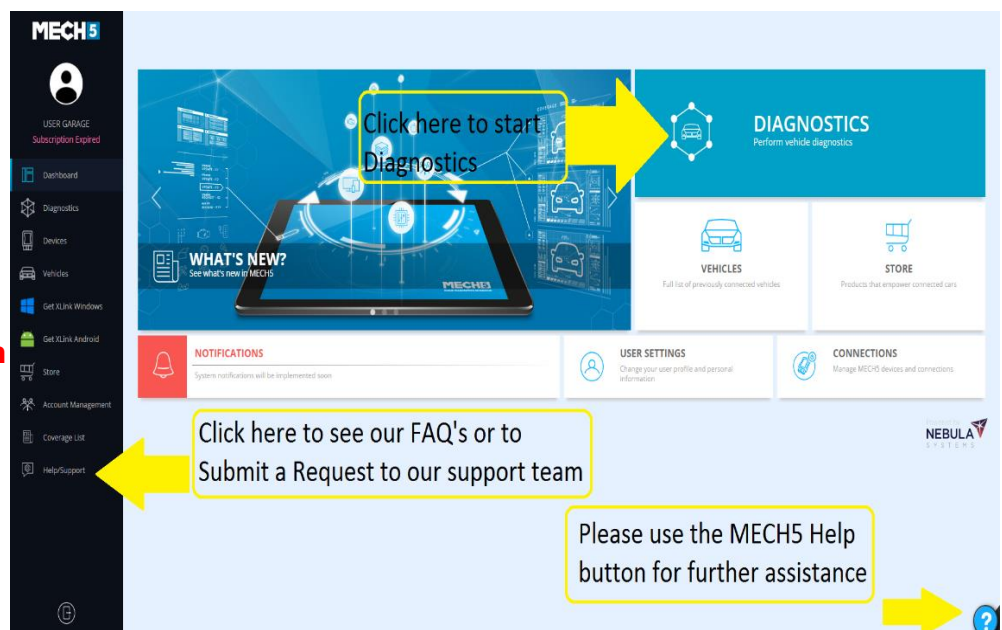 MECH5
USER GARAGE
Subscription Expired
Dashboard
Diagnostics
Devices
Vehicles
Get XLink Windows
Get XLink Android
Store
Account Management
Coverage List
Help/Support
Click here to start
Diagnostics
WHAT'S NEW?
See what's new in MECH5
MECH5
DIAGNOSTICS
Perform vehicle diagnostics
VEHICLES
Full list of previously connected vehicles
STORE
Products that empower connected cars
NOTIFICATIONS
System notifications will be implemented soon
USER SETTINGS
Change your user profile and personal
information
CONNECTIONS
Manage MECH5 devices and connections
Click here to see our FAQ's or to
Submit a Request to our support team
NEBULA
SYSTEMS
Please use the MECH5 Help
button for further assistance
?